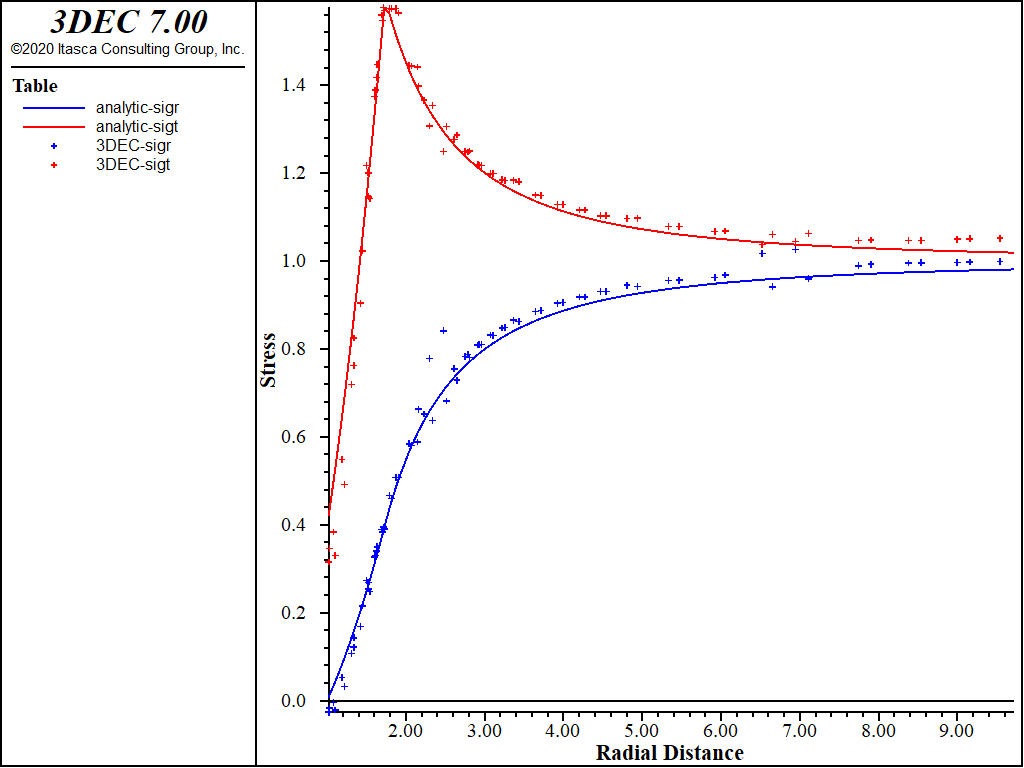 3DEC 7.00
©2020 Itasca Consulting Group, Inc.
Table
analytic-sigr
analytic-sigt
3DEC-sigr
3DEC-sigt
1.4
1.2
1.0
0.8
0.6
0.4
0.2
0.0
Stress
2.00 3.00 4.00 5.00 6.00 7.00 8.00 9.00
Radial Distance